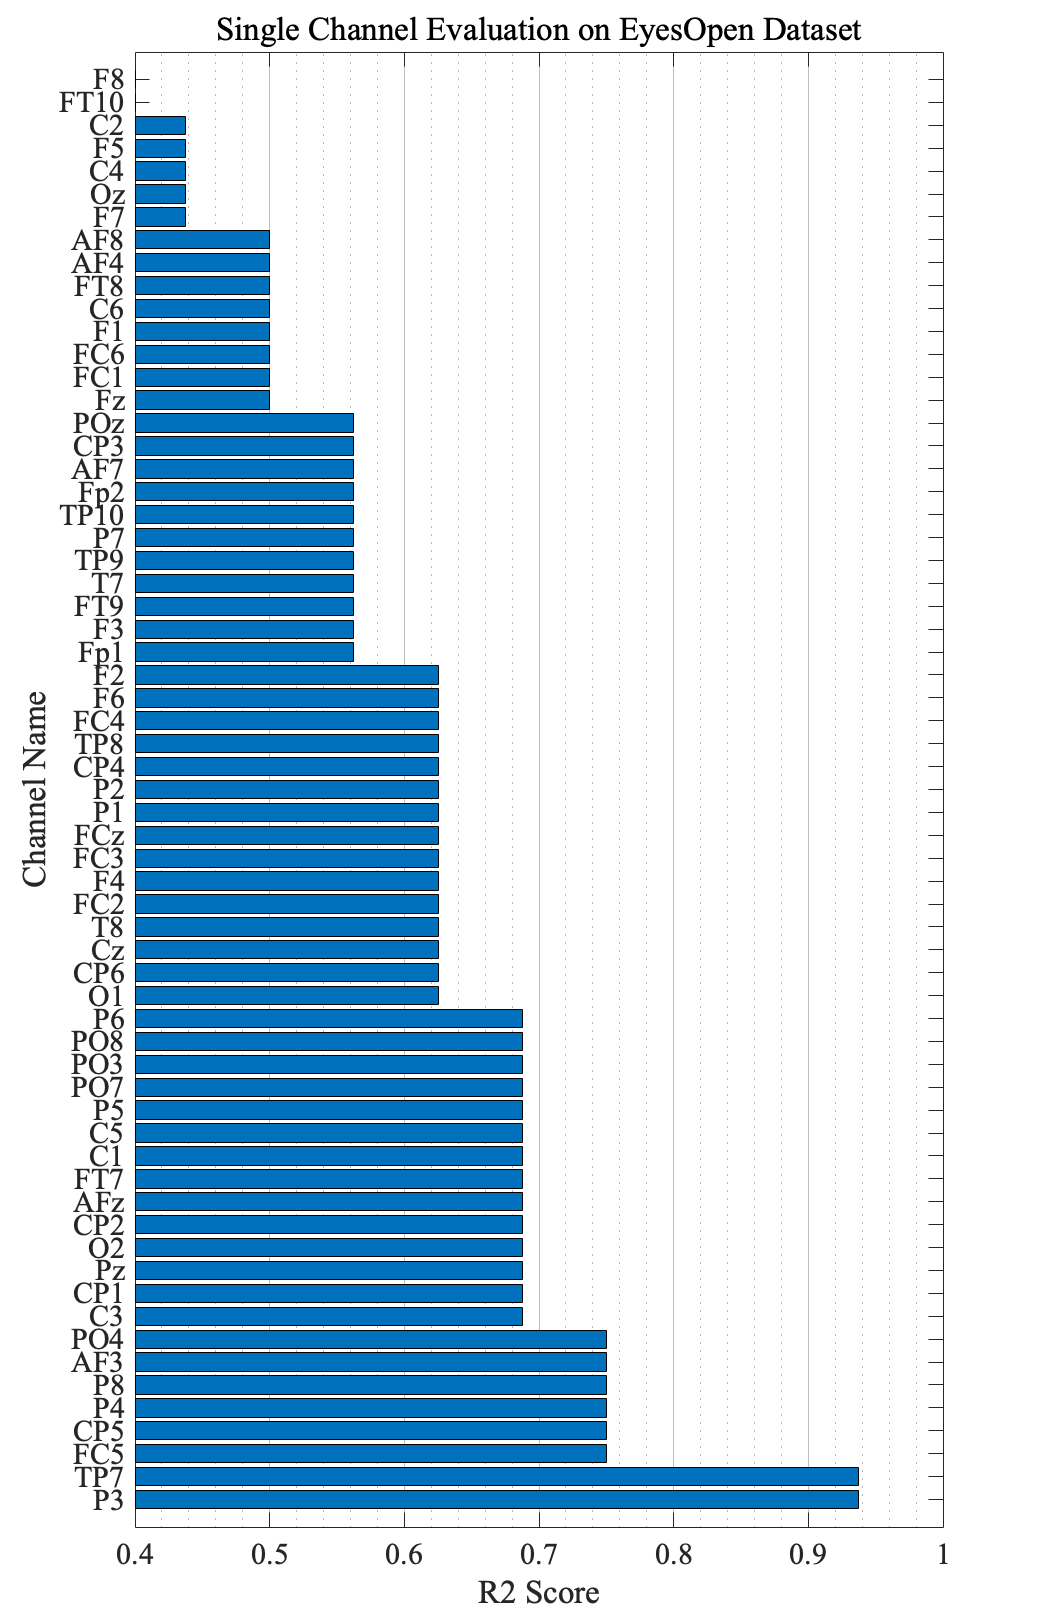 Single Channel Evaluation on EyesOpen Dataset
F8
FT10
C2
F5
C4
Oz
F7
AF8
AF4
FT8
C6
F1
FC6
FC1
Fz
POz
CP3
AF7
Fp2
TP10
P7
TP9
T7
FT9
F3
Fp1
F2
F6
FC4
TP8
CP4
P2
P1
FCz
FC3
F4
FC2
T8
Cz
CP6
O1
P6
PO8
PO3
PO7
P5
C5
C1
FT7
AFz
CP2
O2
Pz
CP1
C3
PO4
AF3
P8
P4
CP5
FC5
TP7
P3
Channel Name
0.4 0.5 0.6 0.7 0.8 0.9 1
R2 Score